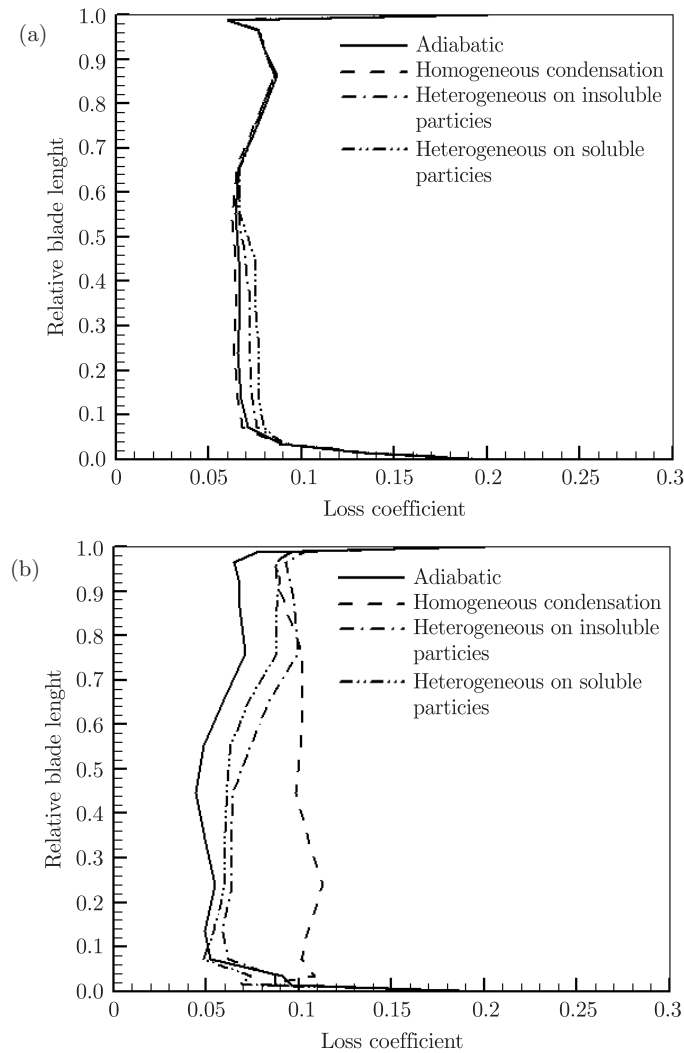 (a)
1.0
0.9
0.8
0.7
0.6
0.5
0.4
0.3
0.2
0.1
0.0
Relative blade lenght
Adiabatic
Homogeneous condensation
Heterogeneous on insoluble
particies
Heterogeneous on soluble
particies
0
0.05
0.1
0.15
0.2
0.25
0.3
Loss coefficient
(b)
1.0
0.9
0.8
0.7
0.6
0.5
0.4
0.3
0.2
0.1
0.0
Relative blade lenght
Adiabatic
Homogeneous condensation
Heterogeneous on insoluble
particies
Heterogeneous on soluble
particies
0
0.05
0.1
0.15
0.2
0.25
0.3
Loss coefficient